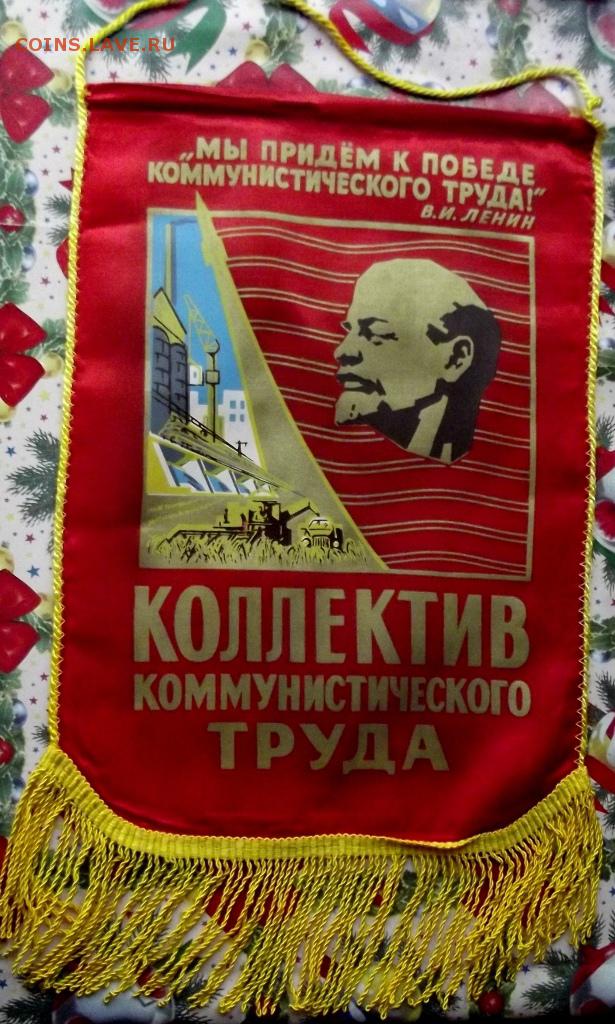 COINS.LAVE.RU
„МЫ ПРИДЁМ К ПОБЕДЕ
КОММУНИСТИЧЕСКОГО ТРУДА!“
В.И. ЛЕНИН
КОЛЛЕКТИВ
КОММУНИСТИЧЕСКОГО
ТРУДА